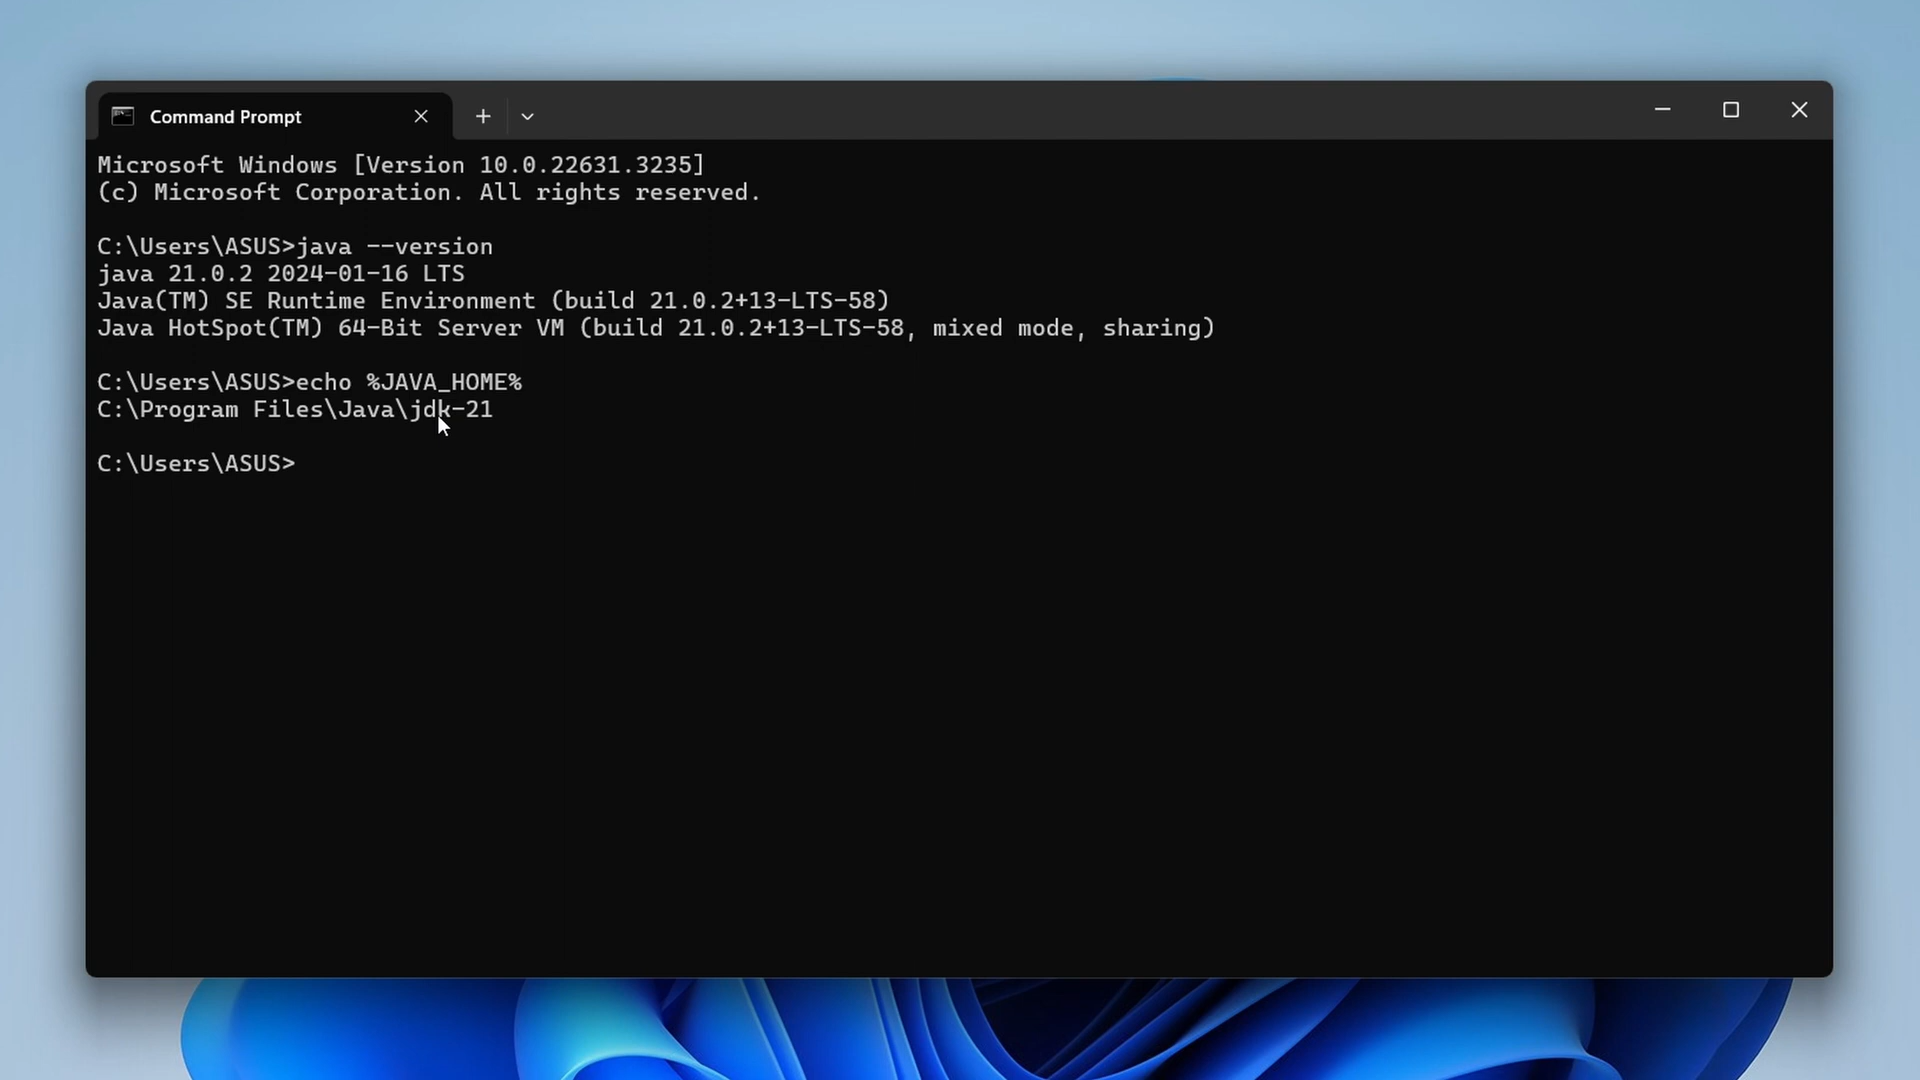 Command Prompt
Microsoft Windows [Version 10.0.22631.3235]
(c) Microsoft Corporation. All rights reserved.
C:\Users\ASUS>java --version
java 21.0.2 2024-01-16 LTS
Java(TM) SE Runtime Environment (build 21.0.2+13-LTS-58)
Java HotSpot(TM) 64-Bit Server VM (build 21.0.2+13-LTS-58, mixed mode, sharing)
C:\Users\ASUS>echo %JAVA_HOME%
C:\Program Files\Java\jdk-21
C:\Users\ASUS>